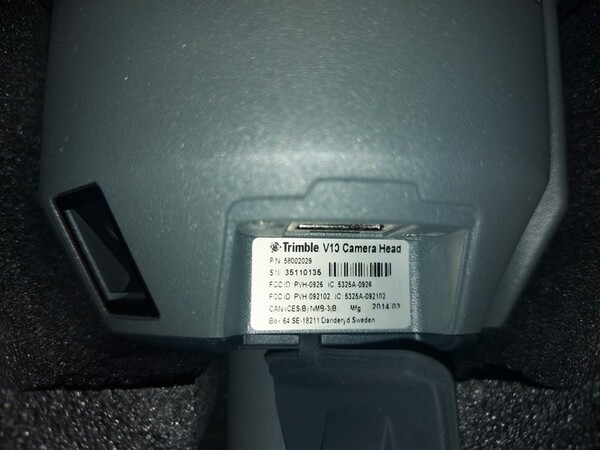 Trimble V10 Camera Head
P/N: 58002029
S/N: 35110135
FCC ID: PVH-0926 IC: 5325A-0926
FCC ID: PVH 092102 IC: 5325A-092102
CAN ICES(B) NMB-3(B) Mfg 2014.03
Box 64 SE-18211 Danderyd Sweden